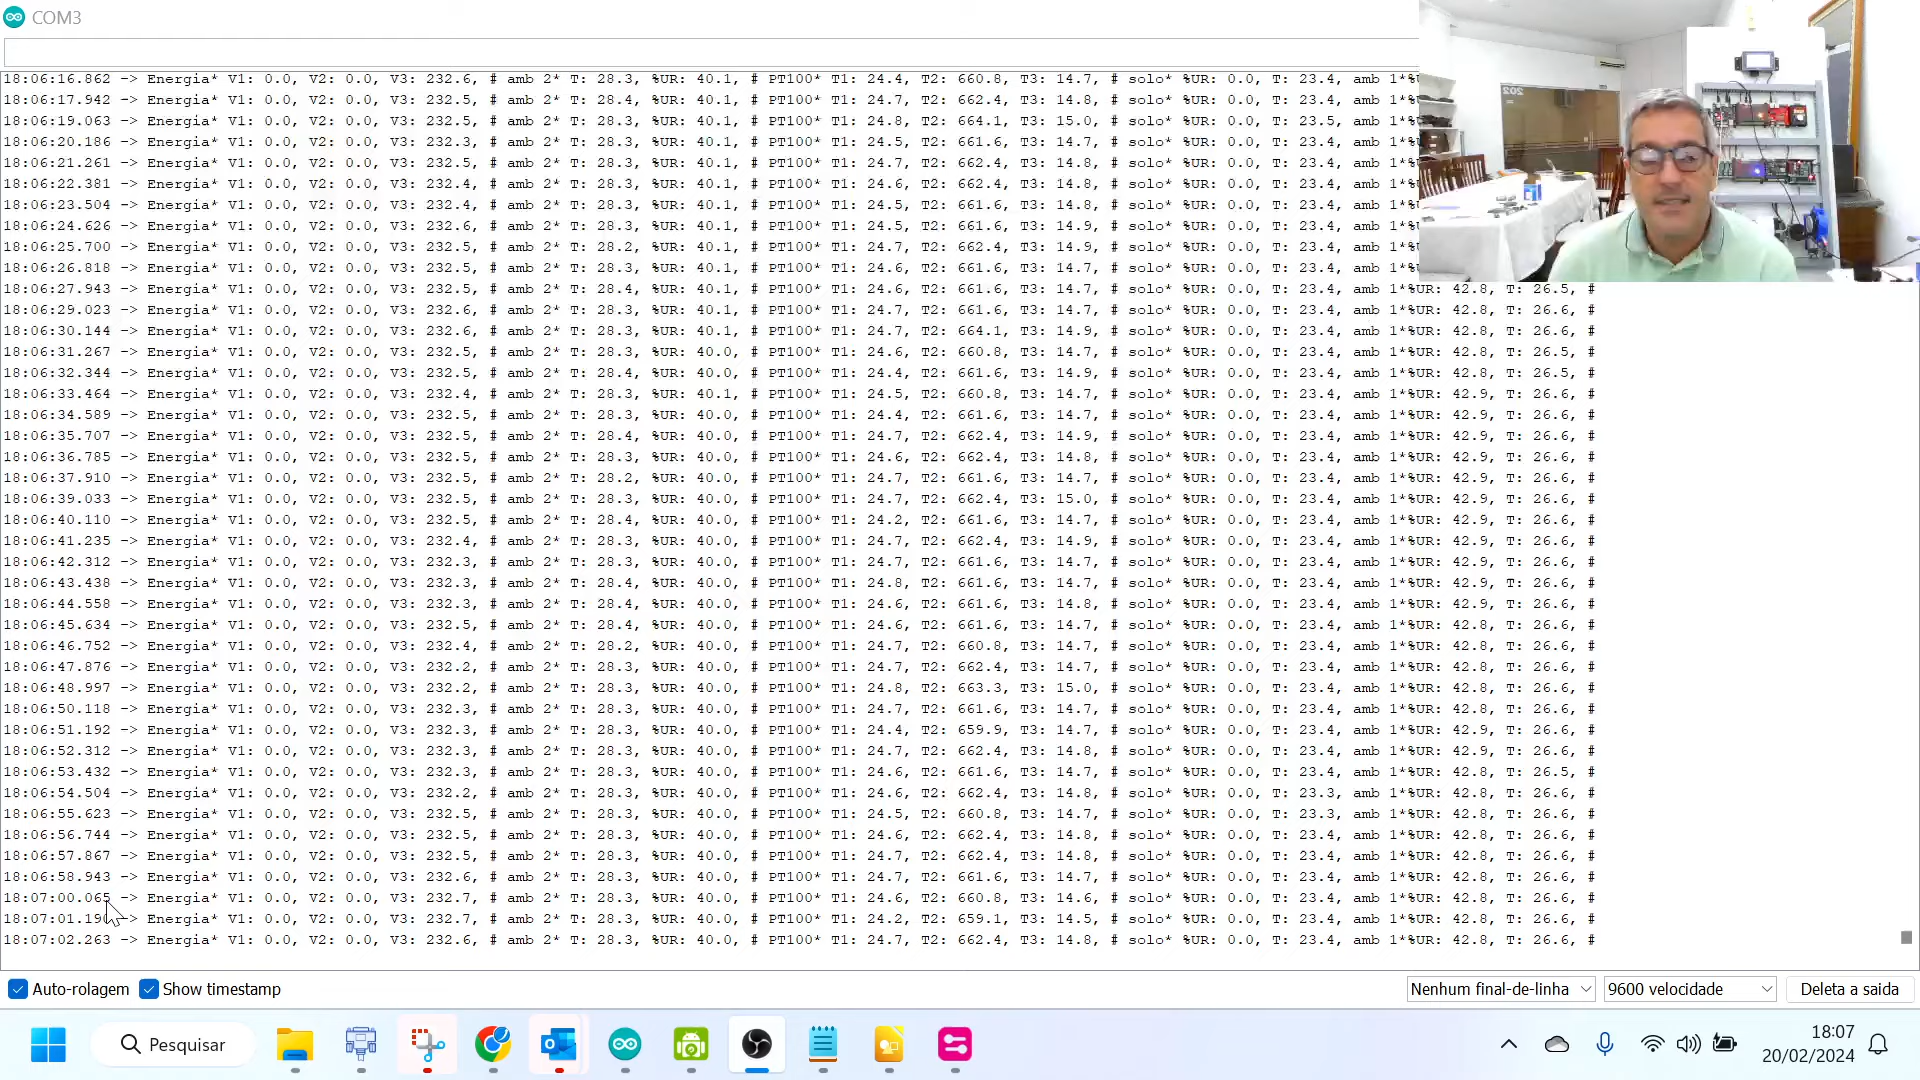 COM3
18:06:16.862 -> Energia* V1: 0.0, V2: 0.0, V3: 232.6, # amb 2* T: 28.3, %UR: 40.1, # PT100* T1: 24.4, T2: 660.8, T3: 14.7, # solo* %UR: 0.0, T: 23.4, amb 1*%U
18:06:17.942 -> Energia* V1: 0.0, V2: 0.0, V3: 232.5, # amb 2* T: 28.4, %UR: 40.1, # PT100* T1: 24.7, T2: 662.4, T3: 14.8, # solo* %UR: 0.0, T: 23.4, amb 1*%U
18:06:19.063 -> Energia* V1: 0.0, V2: 0.0, V3: 232.5, # amb 2* T: 28.3, %UR: 40.1, # PT100* T1: 24.8, T2: 664.1, T3: 15.0, # solo* %UR: 0.0, T: 23.5, amb 1*%U
18:06:20.186 -> Energia* V1: 0.0, V2: 0.0, V3: 232.3, # amb 2* T: 28.3, %UR: 40.1, # PT100* T1: 24.5, T2: 661.6, T3: 14.7, # solo* %UR: 0.0, T: 23.4, amb 1*%U
18:06:21.261 -> Energia* V1: 0.0, V2: 0.0, V3: 232.5, # amb 2* T: 28.3, %UR: 40.1, # PT100* T1: 24.7, T2: 662.4, T3: 14.8, # solo* %UR: 0.0, T: 23.4, amb 1*%U
18:06:22.381 -> Energia* V1: 0.0, V2: 0.0, V3: 232.4, # amb 2* T: 28.3, %UR: 40.1, # PT100* T1: 24.6, T2: 662.4, T3: 14.8, # solo* %UR: 0.0, T: 23.4, amb 1*%U
18:06:23.504 -> Energia* V1: 0.0, V2: 0.0, V3: 232.4, # amb 2* T: 28.3, %UR: 40.1, # PT100* T1: 24.5, T2: 661.6, T3: 14.8, # solo* %UR: 0.0, T: 23.4, amb 1*%U
18:06:24.626 -> Energia* V1: 0.0, V2: 0.0, V3: 232.6, # amb 2* T: 28.3, %UR: 40.1, # PT100* T1: 24.5, T2: 661.6, T3: 14.9, # solo* %UR: 0.0, T: 23.4, amb 1*%U
18:06:25.700 -> Energia* V1: 0.0, V2: 0.0, V3: 232.5, # amb 2* T: 28.2, %UR: 40.1, # PT100* T1: 24.7, T2: 662.4, T3: 14.8, # solo* %UR: 0.0, T: 23.4, amb 1*%U
18:06:26.818 -> Energia* V1: 0.0, V2: 0.0, V3: 232.5, # amb 2* T: 28.3, %UR: 40.1, # PT100* T1: 24.6, T2: 661.6, T3: 14.7, # solo* %UR: 0.0, T: 23.4, amb 1*%U
18:06:27.943 -> Energia* V1: 0.0, V2: 0.0, V3: 232.5, # amb 2* T: 28.4, %UR: 40.1, # PT100* T1: 24.6, T2: 661.6, T3: 14.7, # solo* %UR: 0.0, T: 23.4, amb 1*%UR: 42.8, T: 26.5, #
18:06:29.023 -> Energia* V1: 0.0, V2: 0.0, V3: 232.6, # amb 2* T: 28.3, %UR: 40.1, # PT100* T1: 24.7, T2: 661.6, T3: 14.7, # solo* %UR: 0.0, T: 23.4, amb 1*%UR: 42.8, T: 26.6, #
18:06:30.144 -> Energia* V1: 0.0, V2: 0.0, V3: 232.6, # amb 2* T: 28.3, %UR: 40.1, # PT100* T1: 24.7, T2: 664.1, T3: 14.9, # solo* %UR: 0.0, T: 23.4, amb 1*%UR: 42.8, T: 26.6, #
18:06:31.267 -> Energia* V1: 0.0, V2: 0.0, V3: 232.5, # amb 2* T: 28.3, %UR: 40.0, # PT100* T1: 24.6, T2: 660.8, T3: 14.7, # solo* %UR: 0.0, T: 23.4, amb 1*%UR: 42.8, T: 26.5, #
18:06:32.344 -> Energia* V1: 0.0, V2: 0.0, V3: 232.5, # amb 2* T: 28.4, %UR: 40.1, # PT100* T1: 24.4, T2: 661.6, T3: 14.9, # solo* %UR: 0.0, T: 23.4, amb 1*%UR: 42.8, T: 26.5, #
18:06:33.464 -> Energia* V1: 0.0, V2: 0.0, V3: 232.4, # amb 2* T: 28.3, %UR: 40.1, # PT100* T1: 24.5, T2: 660.8, T3: 14.7, # solo* %UR: 0.0, T: 23.4, amb 1*%UR: 42.9, T: 26.6, #
18:06:34.589 -> Energia* V1: 0.0, V2: 0.0, V3: 232.5, # amb 2* T: 28.3, %UR: 40.0, # PT100* T1: 24.4, T2: 661.6, T3: 14.7, # solo* %UR: 0.0, T: 23.4, amb 1*%UR: 42.9, T: 26.6, #
18:06:35.707 -> Energia* V1: 0.0, V2: 0.0, V3: 232.5, # amb 2* T: 28.4, %UR: 40.0, # PT100* T1: 24.7, T2: 662.4, T3: 14.9, # solo* %UR: 0.0, T: 23.4, amb 1*%UR: 42.9, T: 26.6, #
18:06:36.785 -> Energia* V1: 0.0, V2: 0.0, V3: 232.5, # amb 2* T: 28.3, %UR: 40.0, # PT100* T1: 24.6, T2: 662.4, T3: 14.8, # solo* %UR: 0.0, T: 23.4, amb 1*%UR: 42.9, T: 26.6, #
18:06:37.910 -> Energia* V1: 0.0, V2: 0.0, V3: 232.5, # amb 2* T: 28.2, %UR: 40.0, # PT100* T1: 24.7, T2: 661.6, T3: 14.7, # solo* %UR: 0.0, T: 23.4, amb 1*%UR: 42.9, T: 26.6, #
18:06:39.033 -> Energia* V1: 0.0, V2: 0.0, V3: 232.5, # amb 2* T: 28.3, %UR: 40.0, # PT100* T1: 24.7, T2: 662.4, T3: 15.0, # solo* %UR: 0.0, T: 23.4, amb 1*%UR: 42.9, T: 26.6, #
18:06:40.110 -> Energia* V1: 0.0, V2: 0.0, V3: 232.5, # amb 2* T: 28.4, %UR: 40.0, # PT100* T1: 24.2, T2: 661.6, T3: 14.7, # solo* %UR: 0.0, T: 23.4, amb 1*%UR: 42.9, T: 26.6, #
18:06:41.235 -> Energia* V1: 0.0, V2: 0.0, V3: 232.4, # amb 2* T: 28.3, %UR: 40.0, # PT100* T1: 24.7, T2: 662.4, T3: 14.9, # solo* %UR: 0.0, T: 23.4, amb 1*%UR: 42.9, T: 26.6, #
18:06:42.312 -> Energia* V1: 0.0, V2: 0.0, V3: 232.3, # amb 2* T: 28.3, %UR: 40.0, # PT100* T1: 24.7, T2: 661.6, T3: 14.7, # solo* %UR: 0.0, T: 23.4, amb 1*%UR: 42.9, T: 26.6, #
18:06:43.438 -> Energia* V1: 0.0, V2: 0.0, V3: 232.3, # amb 2* T: 28.4, %UR: 40.0, # PT100* T1: 24.8, T2: 661.6, T3: 14.7, # solo* %UR: 0.0, T: 23.4, amb 1*%UR: 42.9, T: 26.6, #
18:06:44.558 -> Energia* V1: 0.0, V2: 0.0, V3: 232.3, # amb 2* T: 28.4, %UR: 40.0, # PT100* T1: 24.6, T2: 661.6, T3: 14.8, # solo* %UR: 0.0, T: 23.4, amb 1*%UR: 42.9, T: 26.6, #
18:06:45.634 -> Energia* V1: 0.0, V2: 0.0, V3: 232.5, # amb 2* T: 28.4, %UR: 40.0, # PT100* T1: 24.6, T2: 661.6, T3: 14.7, # solo* %UR: 0.0, T: 23.4, amb 1*%UR: 42.8, T: 26.6, #
18:06:46.752 -> Energia* V1: 0.0, V2: 0.0, V3: 232.4, # amb 2* T: 28.2, %UR: 40.0, # PT100* T1: 24.7, T2: 660.8, T3: 14.7, # solo* %UR: 0.0, T: 23.4, amb 1*%UR: 42.8, T: 26.6, #
18:06:47.876 -> Energia* V1: 0.0, V2: 0.0, V3: 232.2, # amb 2* T: 28.3, %UR: 40.0, # PT100* T1: 24.7, T2: 662.4, T3: 14.7, # solo* %UR: 0.0, T: 23.4, amb 1*%UR: 42.8, T: 26.6, #
18:06:48.997 -> Energia* V1: 0.0, V2: 0.0, V3: 232.2, # amb 2* T: 28.3, %UR: 40.0, # PT100* T1: 24.8, T2: 663.3, T3: 15.0, # solo* %UR: 0.0, T: 23.4, amb 1*%UR: 42.8, T: 26.6, #
18:06:50.118 -> Energia* V1: 0.0, V2: 0.0, V3: 232.3, # amb 2* T: 28.3, %UR: 40.0, # PT100* T1: 24.7, T2: 661.6, T3: 14.7, # solo* %UR: 0.0, T: 23.4, amb 1*%UR: 42.8, T: 26.6, #
18:06:51.192 -> Energia* V1: 0.0, V2: 0.0, V3: 232.3, # amb 2* T: 28.3, %UR: 40.0, # PT100* T1: 24.4, T2: 659.9, T3: 14.7, # solo* %UR: 0.0, T: 23.4, amb 1*%UR: 42.9, T: 26.6, #
18:06:52.312 -> Energia* V1: 0.0, V2: 0.0, V3: 232.3, # amb 2* T: 28.3, %UR: 40.0, # PT100* T1: 24.7, T2: 662.4, T3: 14.8, # solo* %UR: 0.0, T: 23.4, amb 1*%UR: 42.9, T: 26.6, #
18:06:53.432 -> Energia* V1: 0.0, V2: 0.0, V3: 232.3, # amb 2* T: 28.3, %UR: 40.0, # PT100* T1: 24.6, T2: 661.6, T3: 14.7, # solo* %UR: 0.0, T: 23.4, amb 1*%UR: 42.8, T: 26.5, #
18:06:54.504 -> Energia* V1: 0.0, V2: 0.0, V3: 232.2, # amb 2* T: 28.3, %UR: 40.0, # PT100* T1: 24.6, T2: 662.4, T3: 14.8, # solo* %UR: 0.0, T: 23.3, amb 1*%UR: 42.8, T: 26.6, #
18:06:55.623 -> Energia* V1: 0.0, V2: 0.0, V3: 232.5, # amb 2* T: 28.3, %UR: 40.0, # PT100* T1: 24.5, T2: 660.8, T3: 14.7, # solo* %UR: 0.0, T: 23.3, amb 1*%UR: 42.8, T: 26.6, #
18:06:56.744 -> Energia* V1: 0.0, V2: 0.0, V3: 232.5, # amb 2* T: 28.3, %UR: 40.0, # PT100* T1: 24.6, T2: 662.4, T3: 14.8, # solo* %UR: 0.0, T: 23.4, amb 1*%UR: 42.8, T: 26.6, #
18:06:57.867 -> Energia* V1: 0.0, V2: 0.0, V3: 232.5, # amb 2* T: 28.3, %UR: 40.0, # PT100* T1: 24.7, T2: 662.4, T3: 14.8, # solo* %UR: 0.0, T: 23.4, amb 1*%UR: 42.8, T: 26.6, #
18:06:58.943 -> Energia* V1: 0.0, V2: 0.0, V3: 232.6, # amb 2* T: 28.3, %UR: 40.0, # PT100* T1: 24.7, T2: 661.6, T3: 14.7, # solo* %UR: 0.0, T: 23.4, amb 1*%UR: 42.8, T: 26.6, #
18:07:00.065 -> Energia* V1: 0.0, V2: 0.0, V3: 232.7, # amb 2* T: 28.3, %UR: 40.0, # PT100* T1: 24.6, T2: 660.8, T3: 14.6, # solo* %UR: 0.0, T: 23.4, amb 1*%UR: 42.8, T: 26.6, #
-> Energia* V1: 0.0, V2: 0.0, V3: 232.7, # amb 2* T: 28.3, %UR: 40.0, # PT100* T1: 24.2, T2: 659.1, T3: 14.5, # solo* %UR: 0.0, T: 23.4, amb 1*%UR: 42.8, T: 26.6, #
18:07:02.263 -> Energia* V1: 0.0, V2: 0.0, V3: 232.6, # amb 2* T: 28.3, %UR: 40.0, # PT100* T1: 24.7, T2: 662.4, T3: 14.8, # solo* %UR: 0.0, T: 23.4, amb 1*%UR: 42.8, T: 26.6, #
Auto-rolagem Show timestamp Nenhum final-de-linha 9600 velocidade Deleta a saida
Pesquisar 18:07
20/02/2024